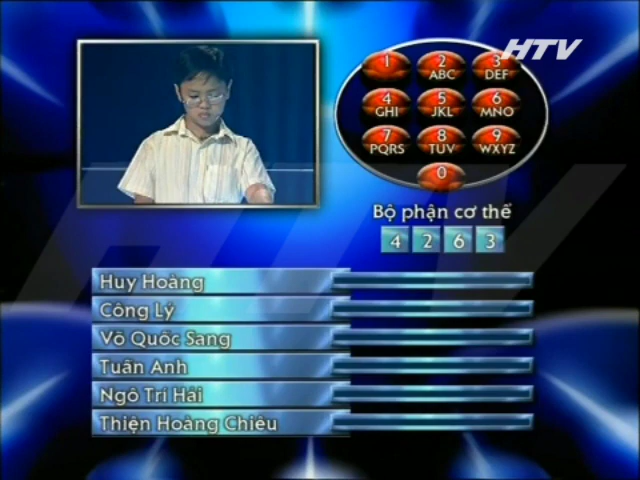 HTV
1
2
ABC
3
DEF
4
GHI
5
JKL
6
MNO
7
PQRS
8
TUV
9
WXYZ
0
Bộ phận cơ thể
4 2 6 3
Huy Hoàng
Công Lý
Võ Quốc Sang
Tuấn Anh
Ngô Trí Hải
Thiện Hoàng Chiêu
HTV